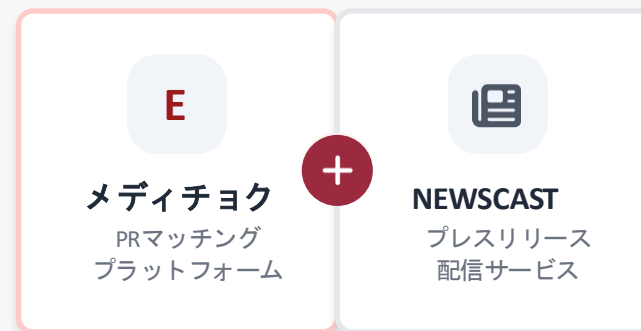 E
メディチョク
PRマッチング
プラットフォーム
NEWSCAST
プレスリリース
配信サービス